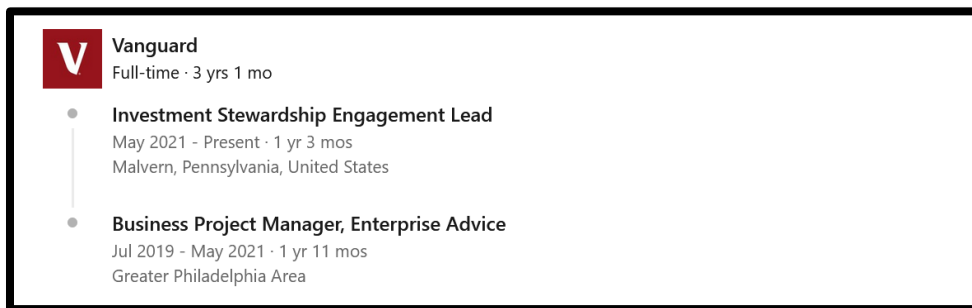 V
Vanguard
Full-time · 3 yrs 1 mo
Investment Stewardship Engagement Lead
May 2021 - Present · 1 yr 3 mos
Malvern, Pennsylvania, United States
Business Project Manager, Enterprise Advice
Jul 2019 - May 2021 · 1 yr 11 mos
Greater Philadelphia Area